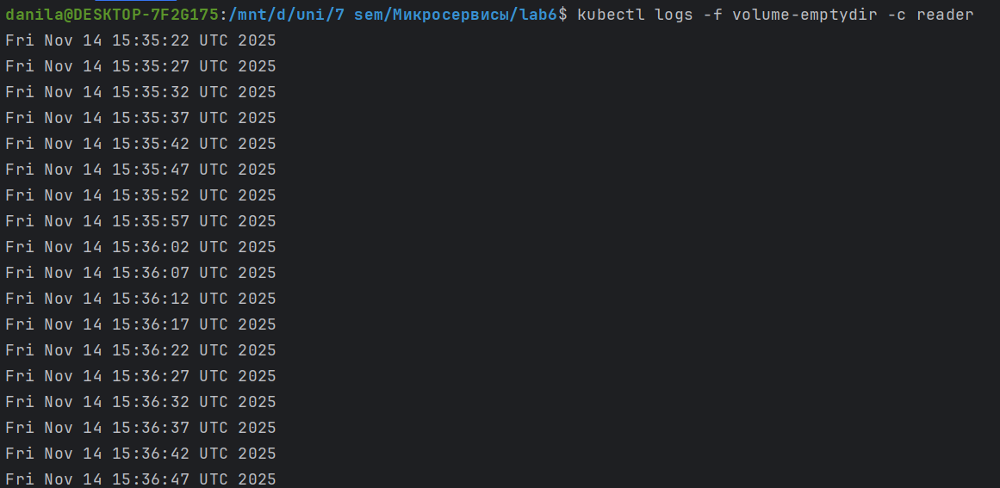 danila@DESKTOP-7F2G175:/mnt/d/uni/7 sem/Микросервисы/lab6$ kubectl logs -f volume-emptydir -c reader
Fri Nov 14 15:35:22 UTC 2025
Fri Nov 14 15:35:27 UTC 2025
Fri Nov 14 15:35:32 UTC 2025
Fri Nov 14 15:35:37 UTC 2025
Fri Nov 14 15:35:42 UTC 2025
Fri Nov 14 15:35:47 UTC 2025
Fri Nov 14 15:35:52 UTC 2025
Fri Nov 14 15:35:57 UTC 2025
Fri Nov 14 15:36:02 UTC 2025
Fri Nov 14 15:36:07 UTC 2025
Fri Nov 14 15:36:12 UTC 2025
Fri Nov 14 15:36:17 UTC 2025
Fri Nov 14 15:36:22 UTC 2025
Fri Nov 14 15:36:27 UTC 2025
Fri Nov 14 15:36:32 UTC 2025
Fri Nov 14 15:36:37 UTC 2025
Fri Nov 14 15:36:42 UTC 2025
Fri Nov 14 15:36:47 UTC 2025